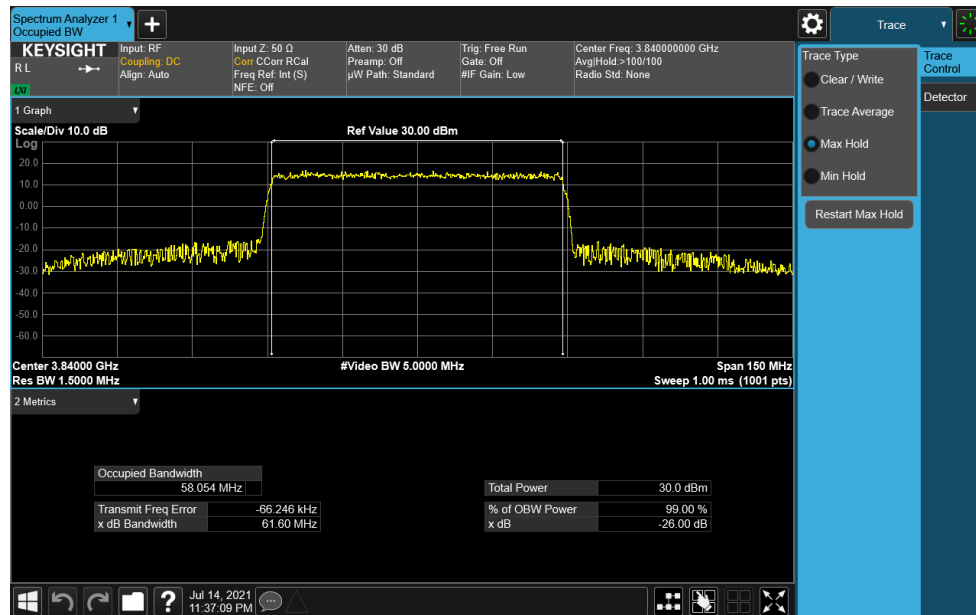 Spectrum Analyzer 1
Occupied BW
Trace
KEYSIGHT
R L
LXI
Input: RF
Coupling: DC
Align: Auto
Input Z: 50 Ω
Corr CCorr RCal
Freq Ref: Int (S)
NFE: Off
Atten: 30 dB
Preamp: Off
µW Path: Standard
Trig: Free Run
Gate: Off
#IF Gain: Low
Center Freq: 3.840000000 GHz
Avg|Hold:>100/100
Radio Std: None
Trace Type
Clear / Write
Trace Average
Max Hold
Min Hold
Restart Max Hold
Trace
Control
Detector
1 Graph
Scale/Div 10.0 dB
Ref Value 30.00 dBm
Log
20.0
10.0
0.00
-10.0
-20.0
-30.0
-40.0
-50.0
-60.0
Center 3.84000 GHz
#Video BW 5.0000 MHz
Span 150 MHz
Res BW 1.5000 MHz
Sweep 1.00 ms (1001 pts)
2 Metrics
Occupied Bandwidth
58.054 MHz
Total Power 30.0 dBm
Transmit Freq Error -66.246 kHz
% of OBW Power 99.00 %
x dB Bandwidth 61.60 MHz
x dB -26.00 dB
?
Jul 14, 2021
11:37:09 PM